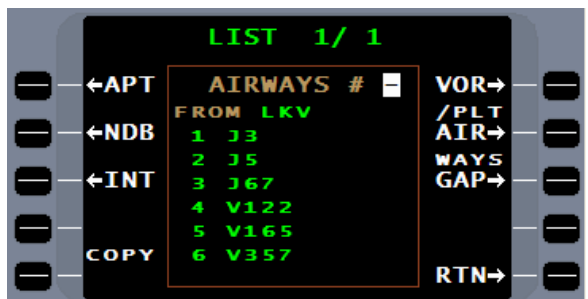 LIST 1/ 1
←APT AIRWAYS # - VOR→
FROM LKV /PLT
←NDB 1 J3 AIR→
2 J5 WAYS
←INT 3 J67 GAP→
4 V122
5 V165
COPY 6 V357
RTN→